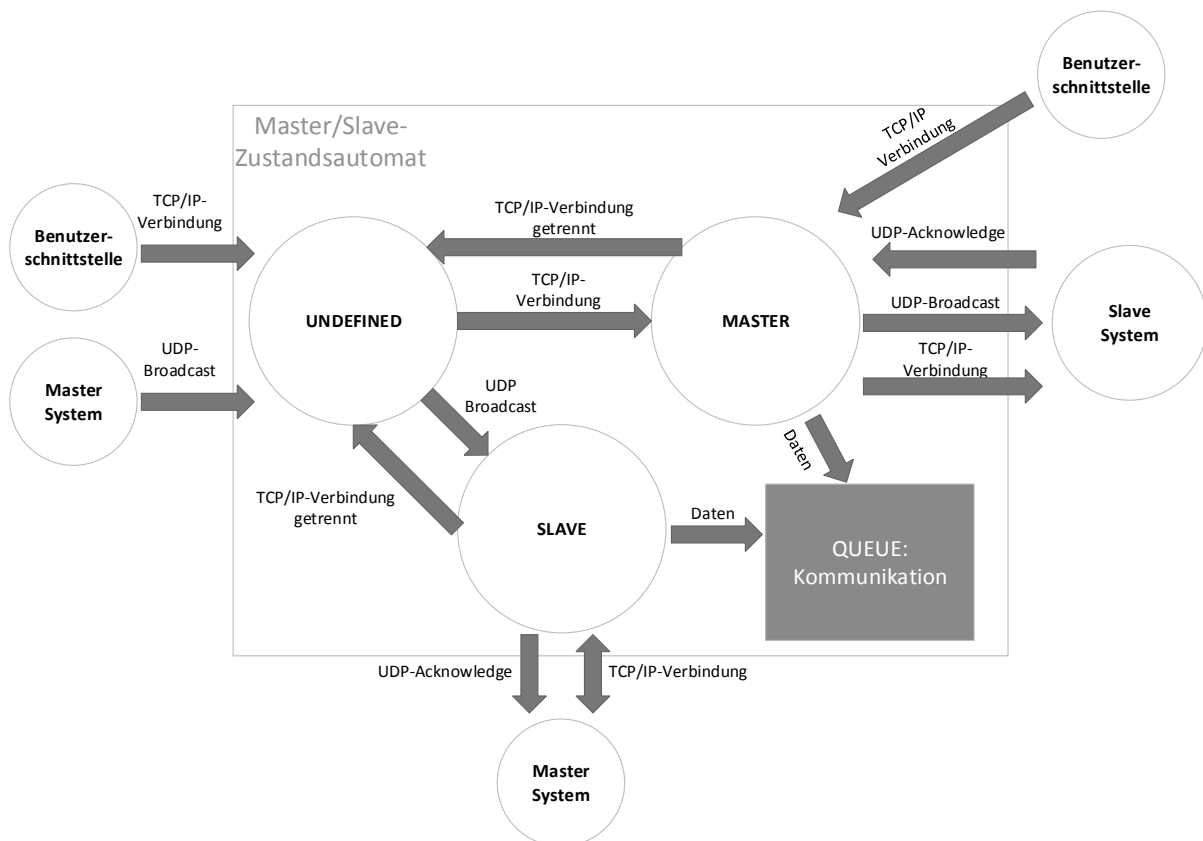 Benutzer-
schnittstelle
TCP/IP
Verbindung
Master/Slave-
Zustandsautomat
TCP/IP-
Verbindung
Benutzer-
schnittstelle
TCP/IP-Verbindung
getrennt
UDP-Acknowledge
TCP/IP-
Verbindung
UNDEFINED
MASTER
UDP-Broadcast
Slave
System
UDP-
Broadcast
Master
System
TCP/IP-
Verbindung
UDP
Broadcast
Daten
TCP/IP-Verbindung
getrennt
SLAVE
Daten
QUEUE:
Kommunikation
UDP-Acknowledge
TCP/IP-Verbindung
Master
System